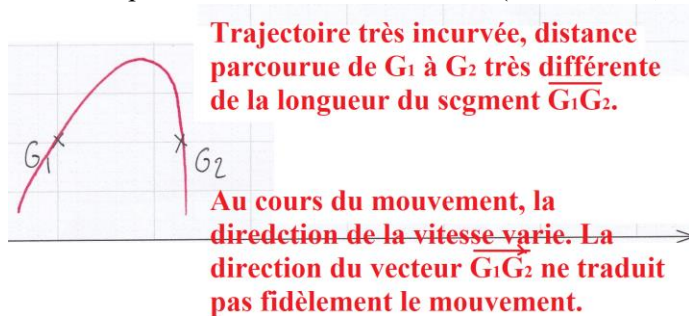 Trajectoire très incurvée, distance
parcourue de G₁ à G₂ très différente
de la longueur du scgment G₁G₂.
G₁
G₂
Au cours du mouvement, la
diredction de la vitesse varie. La
direction du vecteur G₁G₂ ne traduit
pas fidèlement le mouvement.